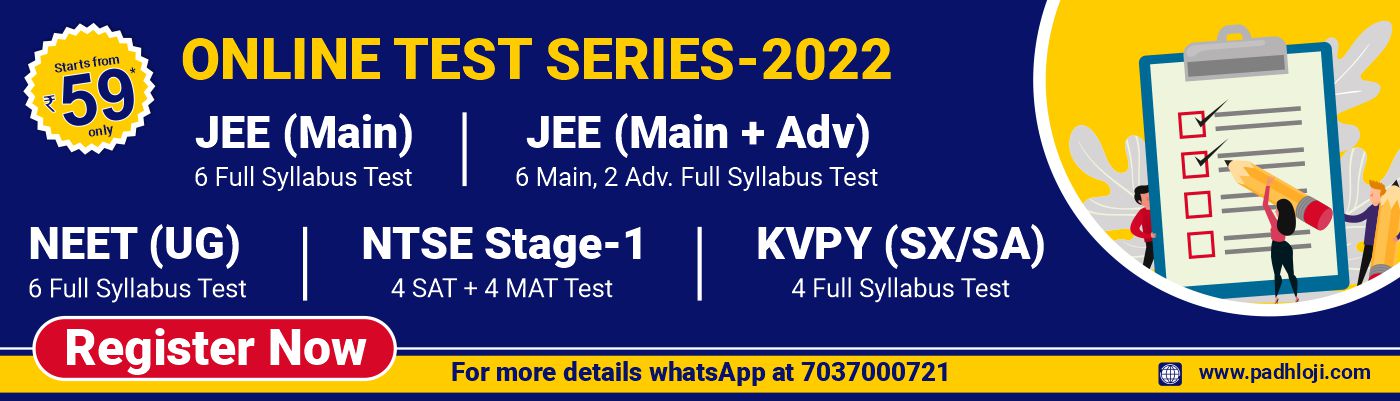 Starts from
₹ 59*
only
ONLINE TEST SERIES-2022
JEE (Main)
6 Full Syllabus Test
JEE (Main + Adv)
6 Main, 2 Adv. Full Syllabus Test
NEET (UG)
6 Full Syllabus Test
NTSE Stage-1
4 SAT + 4 MAT Test
KVPY (SX/SA)
4 Full Syllabus Test
Register Now
For more details whatsApp at 7037000721
www.padhloji.com